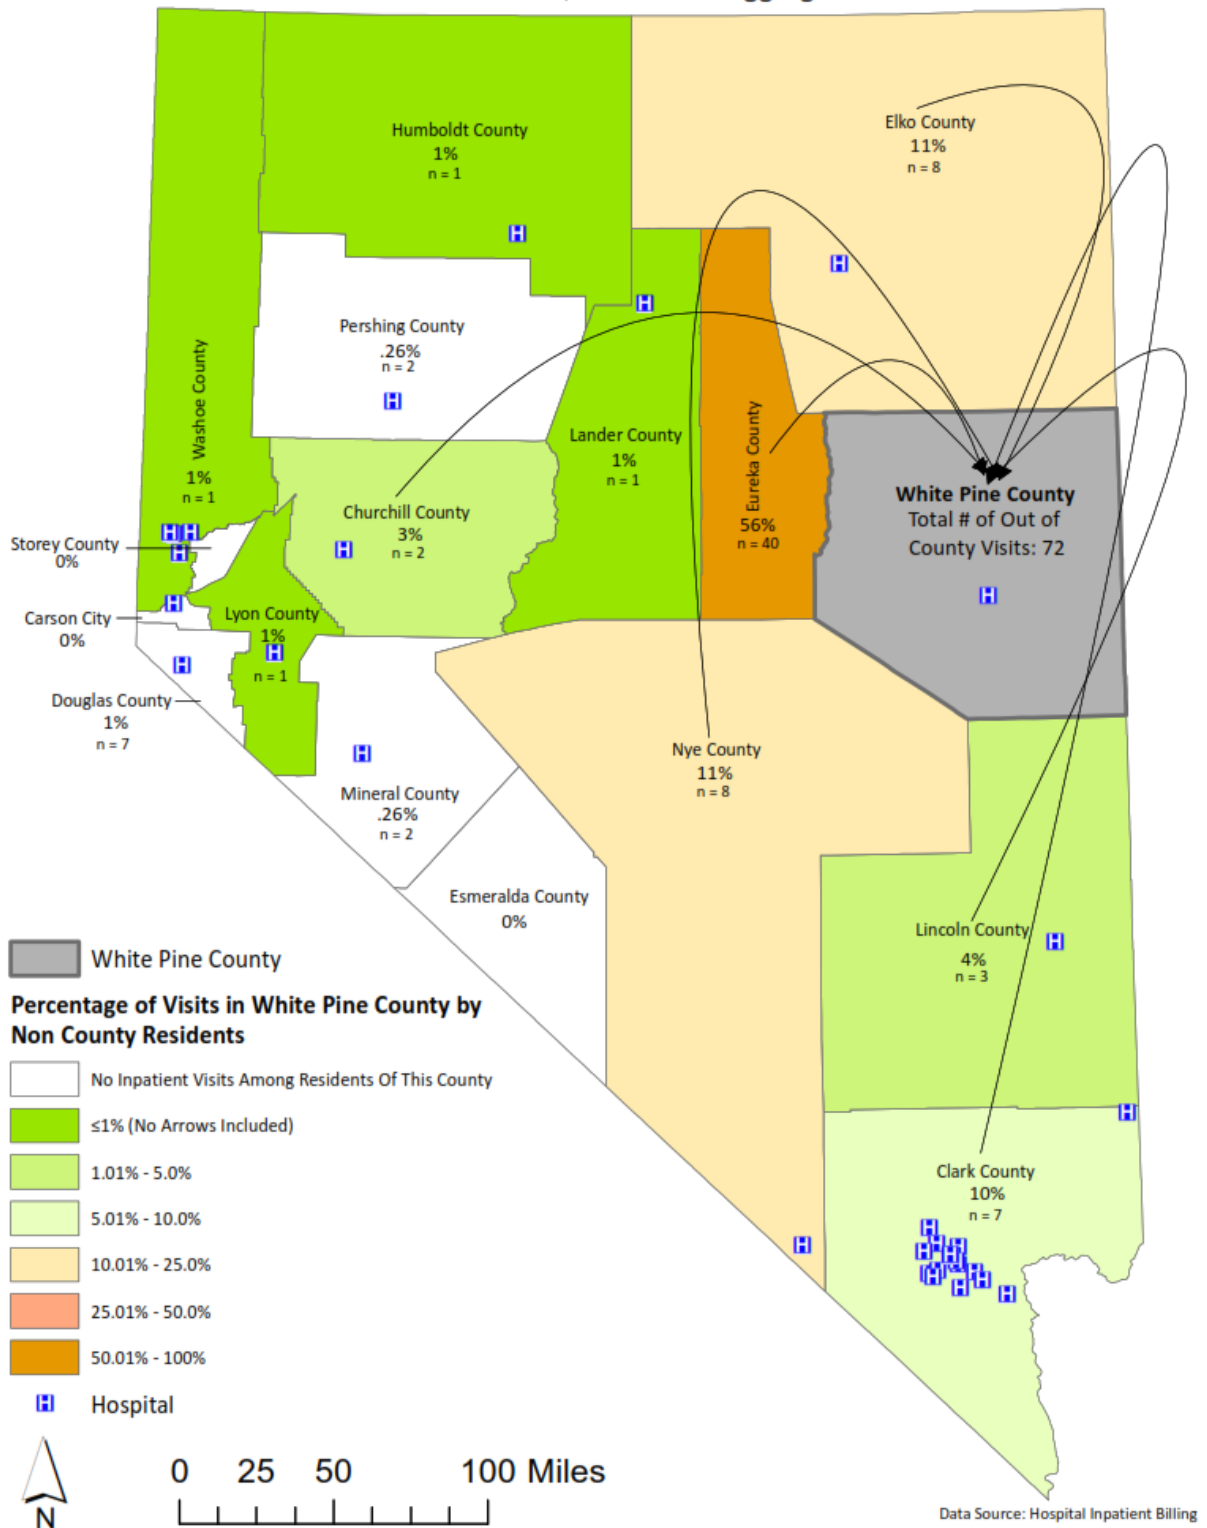 Humboldt County
1%
n = 1
Elko County
11%
n = 8
Pershing County
.26%
n = 2
Washoe County
1%
n = 1
Lander County
1%
n = 1
Eureka County
56%
n = 40
White Pine County
Total # of Out of
County Visits: 72
Churchill County
3%
n = 2
Storey County
0%
Carson City
0%
Lyon County
1%
n = 1
Douglas County
1%
n = 7
Nye County
11%
n = 8
Mineral County
.26%
n = 2
Esmeralda County
0%
Lincoln County
4%
n = 3
Clark County
10%
n = 7
White Pine County
Percentage of Visits in White Pine County by
Non County Residents
No Inpatient Visits Among Residents Of This County
≤1% (No Arrows Included)
1.01% - 5.0%
5.01% - 10.0%
10.01% - 25.0%
25.01% - 50.0%
50.01% - 100%
H Hospital
N
0 25 50 100 Miles
Data Source: Hospital Inpatient Billing